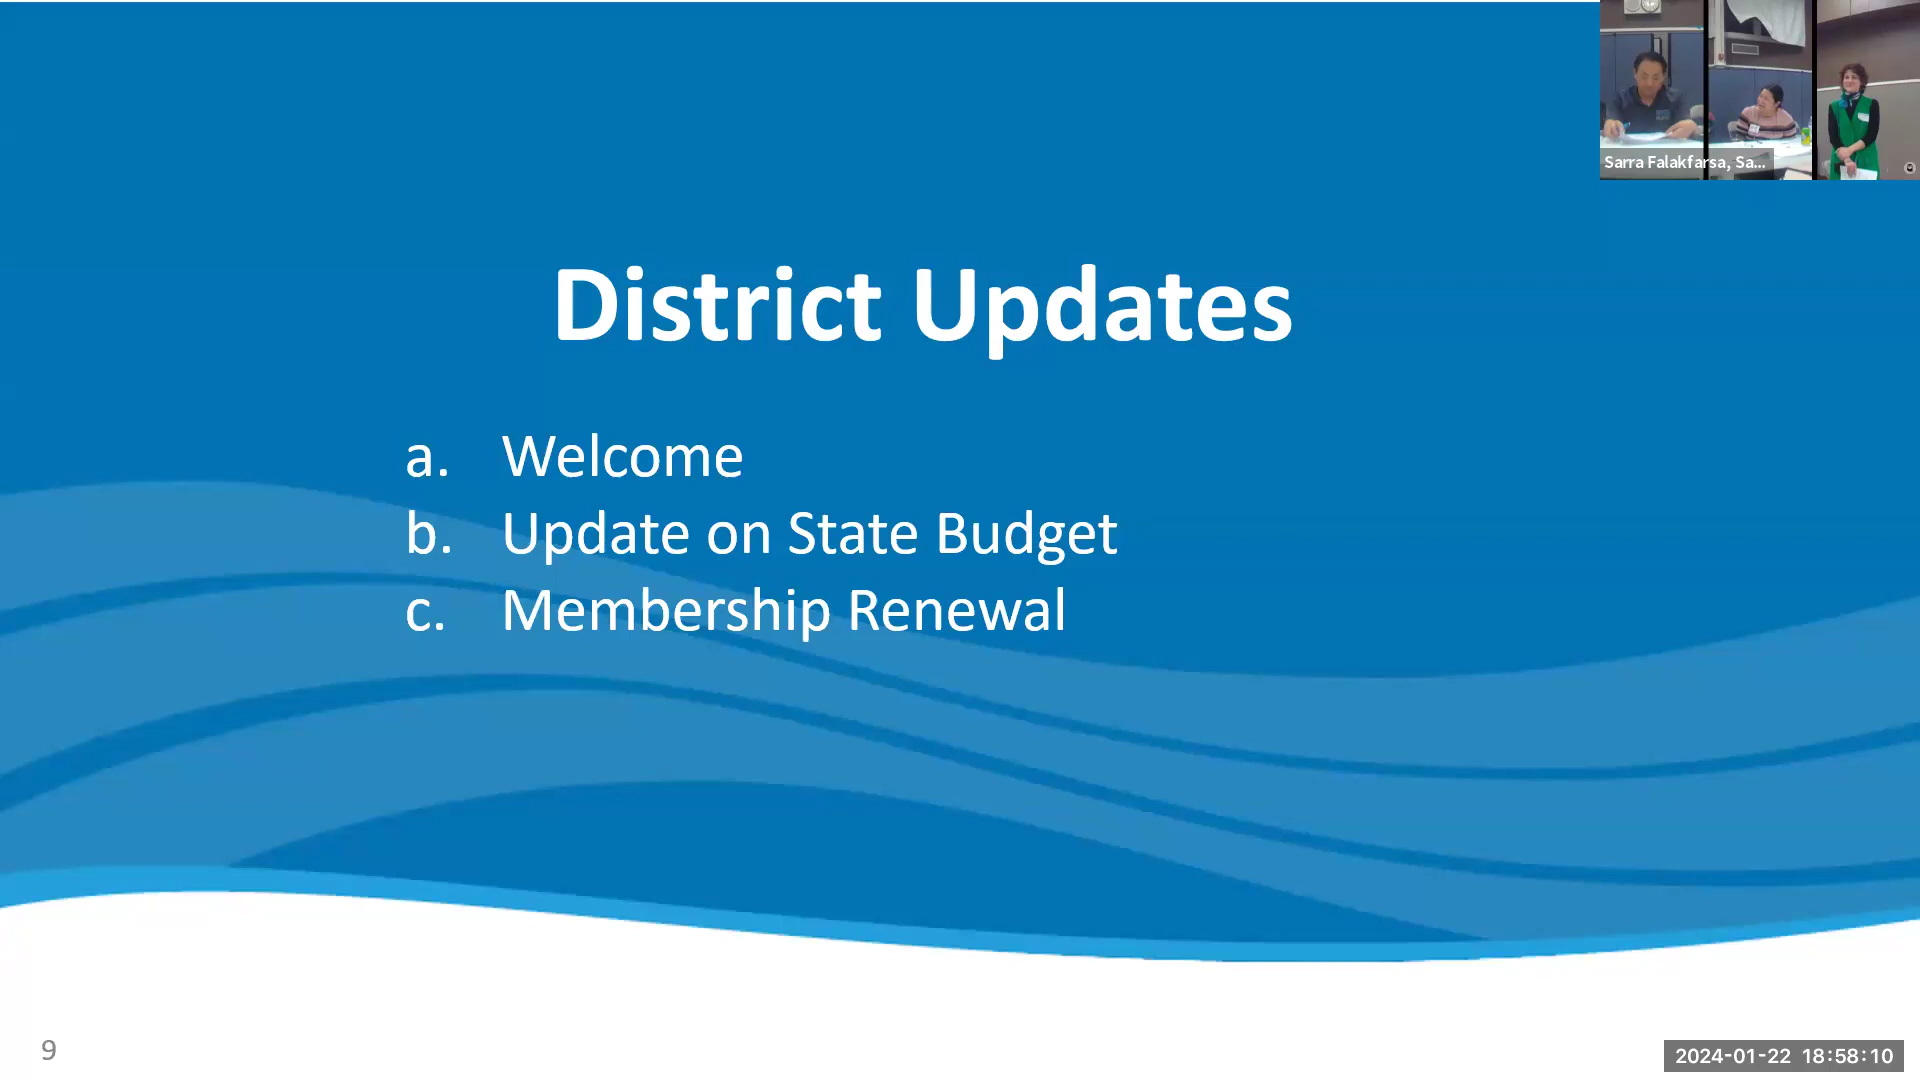 Sarra Falakfarsa, Sa...
District Updates
a. Welcome
b. Update on State Budget
c. Membership Renewal
9
2024-01-22 18:58:10